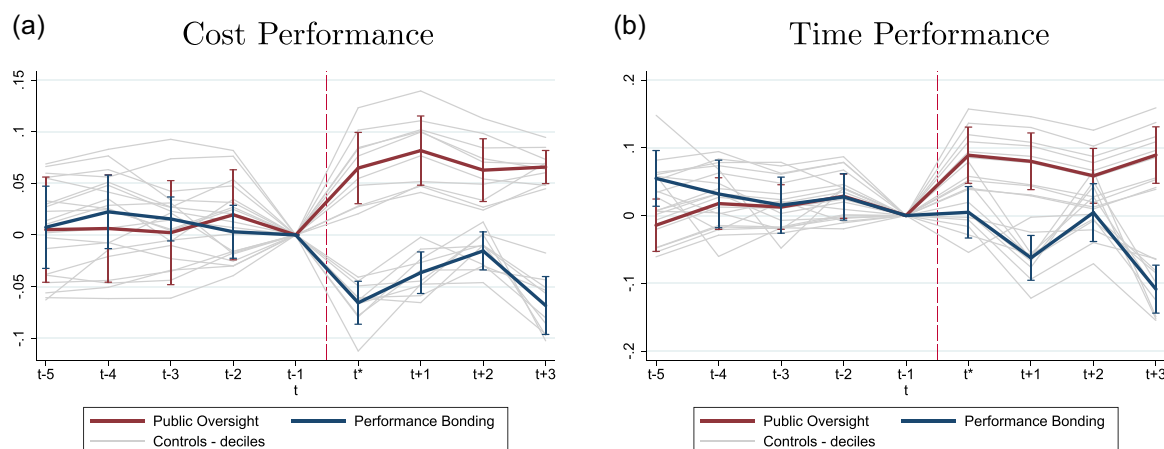 (a)
Cost Performance
.15
.1
.05
0
-.05
-.1
t-5 t-4 t-3 t-2 t-1 t* t+1 t+2 t+3
t
Public Oversight Performance Bonding
Controls - deciles
(b)
Time Performance
.2
0.1
0
-.1
-.2
t-5 t-4 t-3 t-2 t-1 t* t+1 t+2 t+3
t
Public Oversight Performance Bonding
Controls - deciles